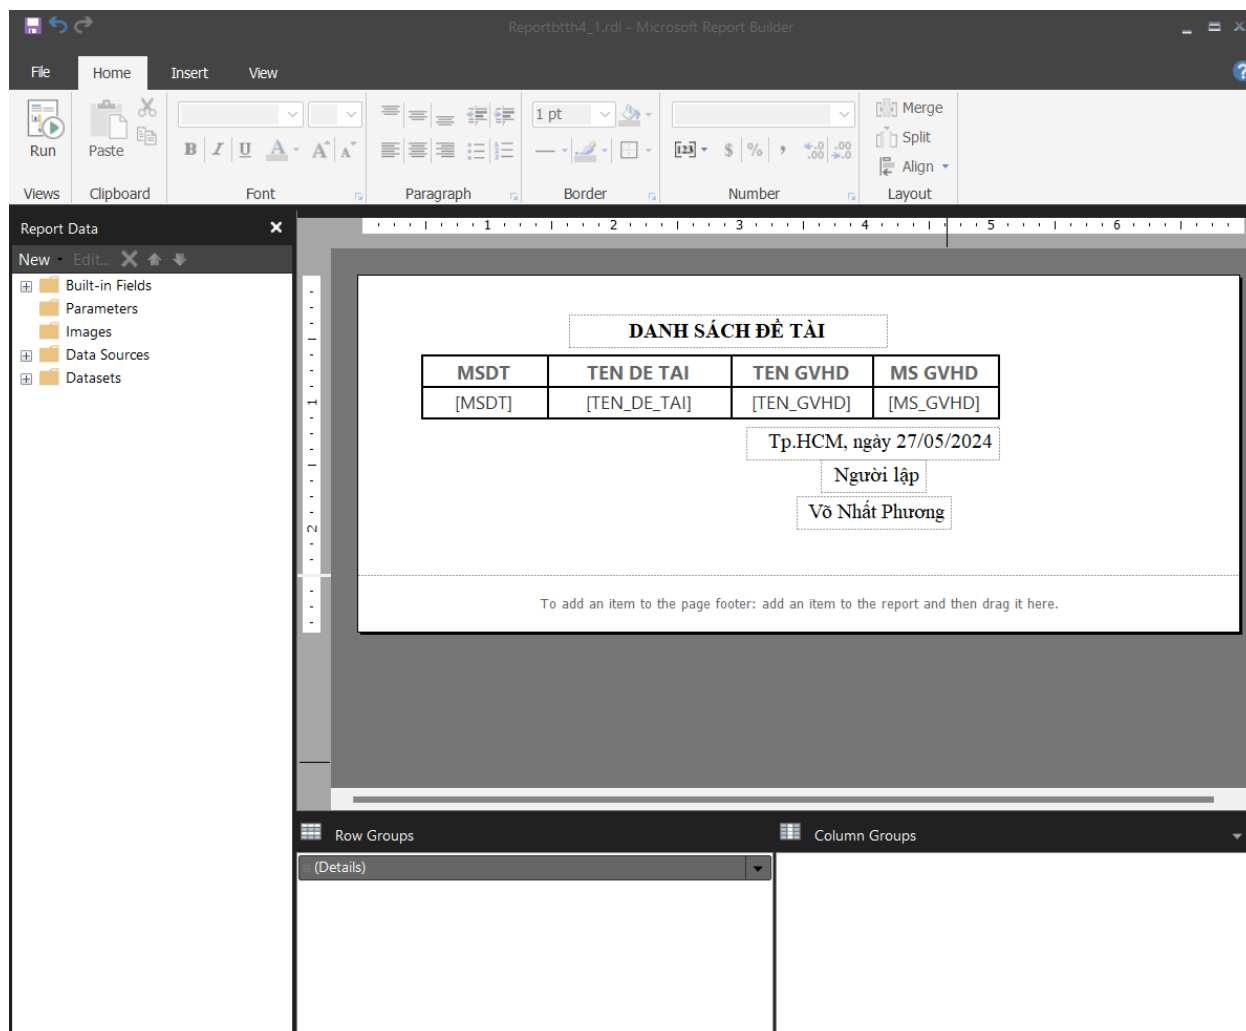 Reportbtth4_1.rdl - Microsoft Report Builder
File Home Insert View
Run
Paste
1 pt
Merge
Split
Align
B I U A A A
$ % ,
Views Clipboard Font Paragraph Border Number Layout
Report Data
New Edit...
Built-in Fields
Parameters
Images
Data Sources
Datasets
1 2 3 4 5 6
1
2
DANH SÁCH ĐỀ TÀI
MSDT TEN DE TAI TEN GVHD MS GVHD
[MSDT] [TEN_DE_TAI] [TEN_GVHD] [MS_GVHD]
Tp.HCM, ngày 27/05/2024
Người lập
Võ Nhất Phương
To add an item to the page footer: add an item to the report and then drag it here.
Row Groups
Column Groups
(Details)